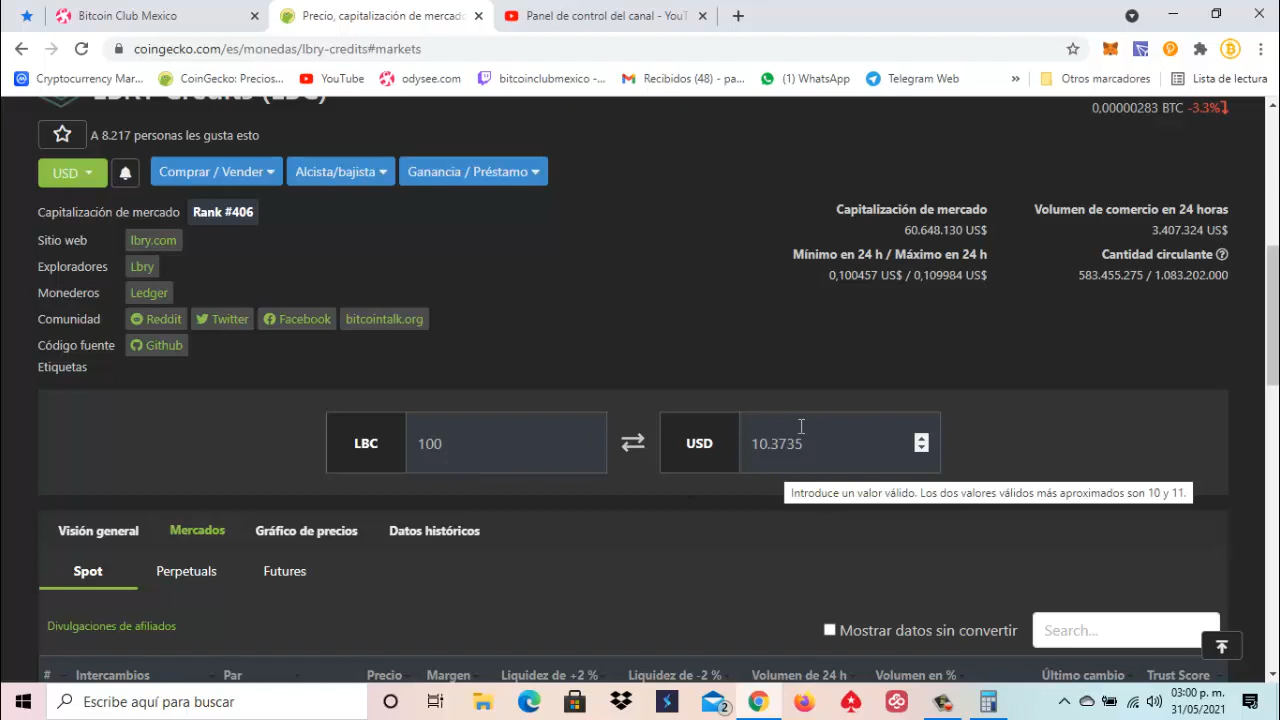 Bitcoin Club Mexico
Precio, capitalización de mercado
Panel de control del canal - YouT
coingecko.com/es/monedas/lbry-credits#markets
Cryptocurrency Mar...
CoinGecko: Precios...
YouTube
odysee.com
bitcoinclubmexico -...
Recibidos (48) - pa...
(1) WhatsApp
Telegram Web
»
Otros marcadores
Lista de lectura
LBRY Credits (LBC)
0,00000283 BTC -3.3%
A 8.217 personas les gusta esto
USD
Comprar / Vender
Alcista/bajista
Ganancia / Préstamo
Capitalización de mercado Rank #406
Sitio web lbry.com
Exploradores Lbry
Monederos Ledger
Comunidad Reddit Twitter Facebook bitcointalk.org
Código fuente Github
Etiquetas
Capitalización de mercado
60.648.130 US$
Volumen de comercio en 24 horas
3.407.324 US$
Mínimo en 24 h / Máximo en 24 h
0,100457 US$ / 0,109984 US$
Cantidad circulante
583.455.275 / 1.083.202.000
LBC 100 USD 10.3735
Introduce un valor válido. Los dos valores válidos más aproximados son 10 y 11.
Visión general Mercados Gráfico de precios Datos históricos
Spot Perpetuals Futures
Divulgaciones de afiliados
Mostrar datos sin convertir
Search...
# Intercambios Par Precio Margen Liquidez de +2 % Liquidez de -2 % Volumen de 24 h Volumen en % Último cambio Trust Score
Escribe aquí para buscar
2
03:00 p. m.
31/05/2021